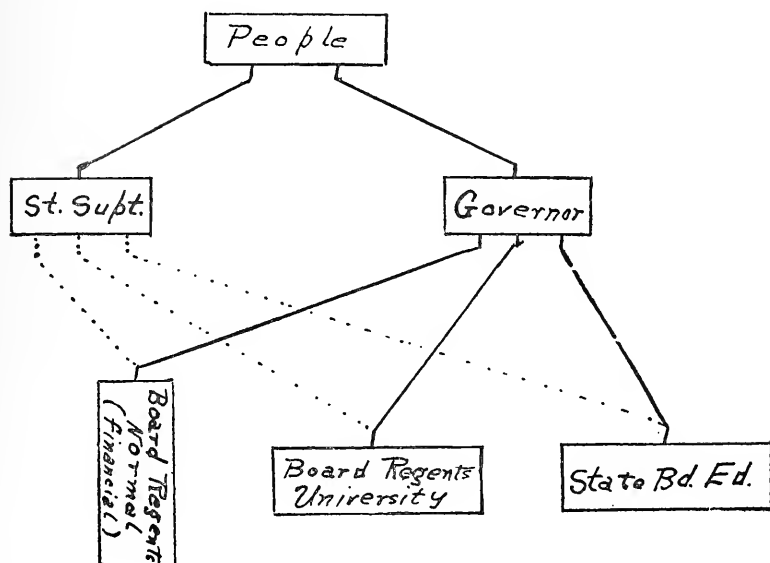 People
St. Supt.
Governor
Board Regents
Normal
(financial)
Board Regents
University
State Bd. Ed.